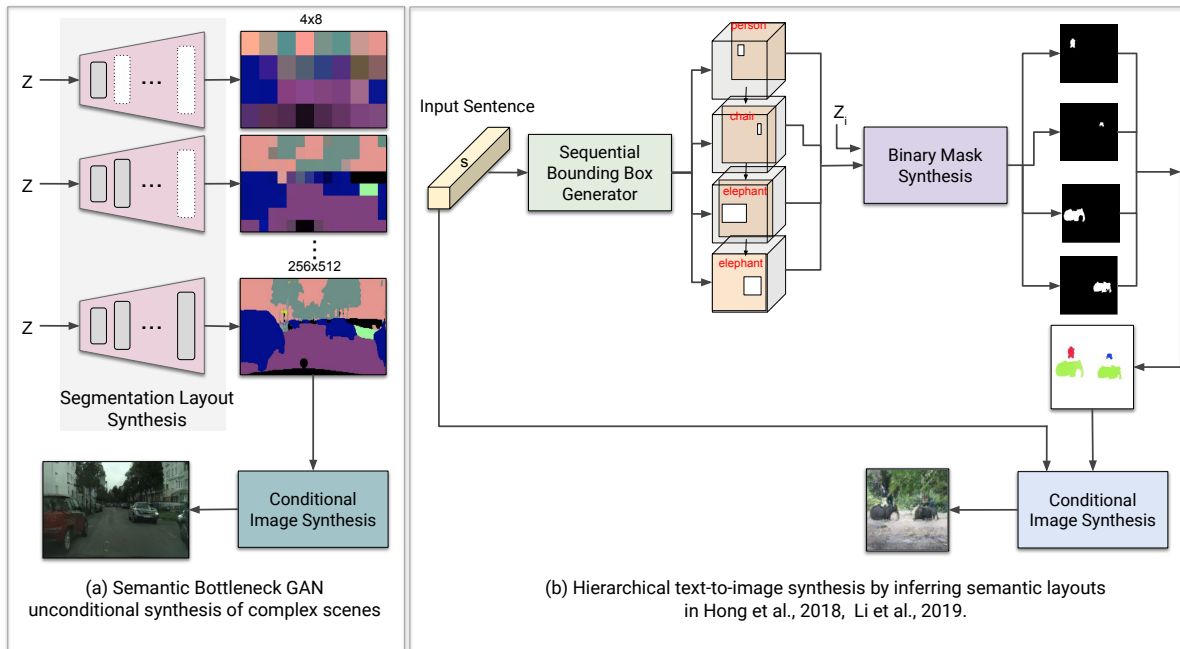 4x8
Z
...
Z
...
256x512
Z
...
Segmentation Layout
Synthesis
Conditional
Image Synthesis
(a) Semantic Bottleneck GAN
unconditional synthesis of complex scenes
Input Sentence
s
Sequential
Bounding Box
Generator
person
chair
elephant
elephant
Zi
Binary Mask
Synthesis
Conditional
Image Synthesis
(b) Hierarchical text-to-image synthesis by inferring semantic layouts
in Hong et al., 2018, Li et al., 2019.